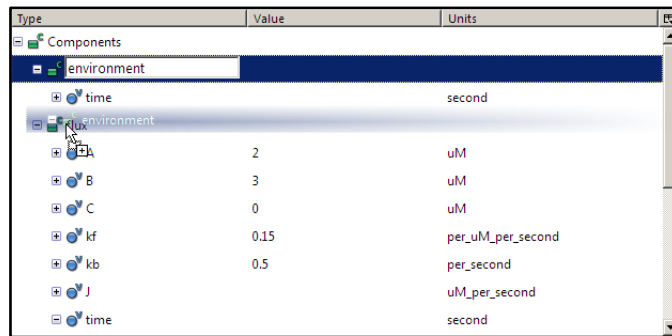 Type Value Units
Components
environment
time second
environment
flux
A 2 uM
B 3 uM
C 0 uM
kf 0.15 per_uM_per_second
kb 0.5 per_second
J uM_per_second
time second